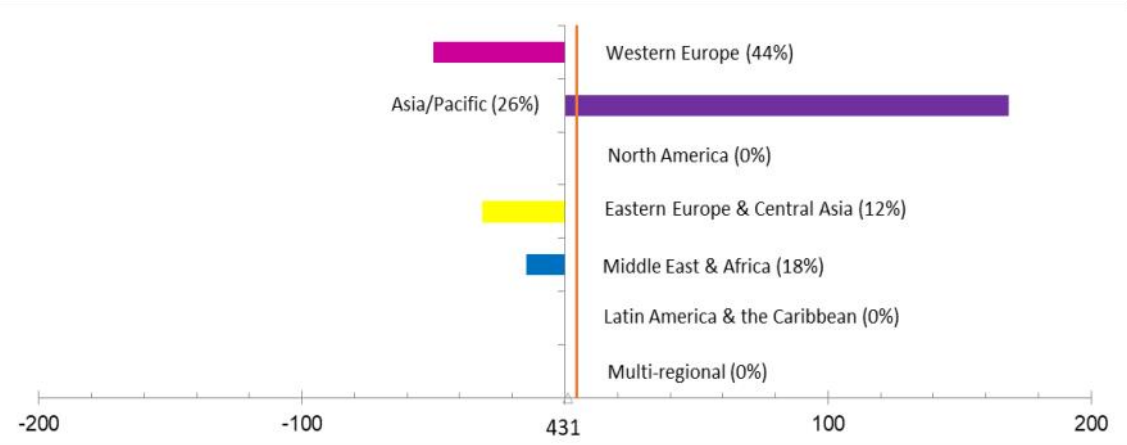 Western Europe (44%)
Asia/Pacific (26%)
North America (0%)
Eastern Europe & Central Asia (12%)
Middle East & Africa (18%)
Latin America & the Caribbean (0%)
Multi-regional (0%)
-200 -100 431 100 200